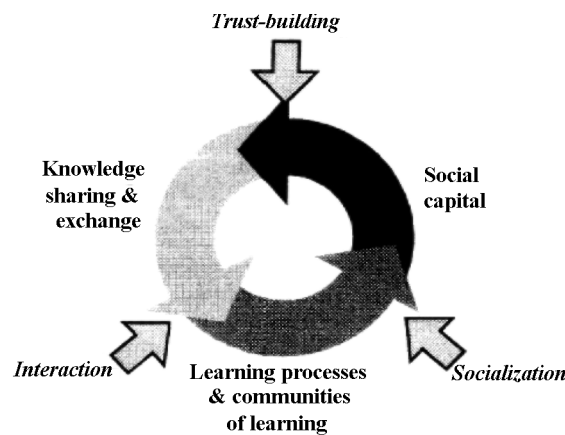 Trust-building
Knowledge
sharing &
exchange
Social
capital
Interaction
Learning processes
& communities
of learning
Socialization